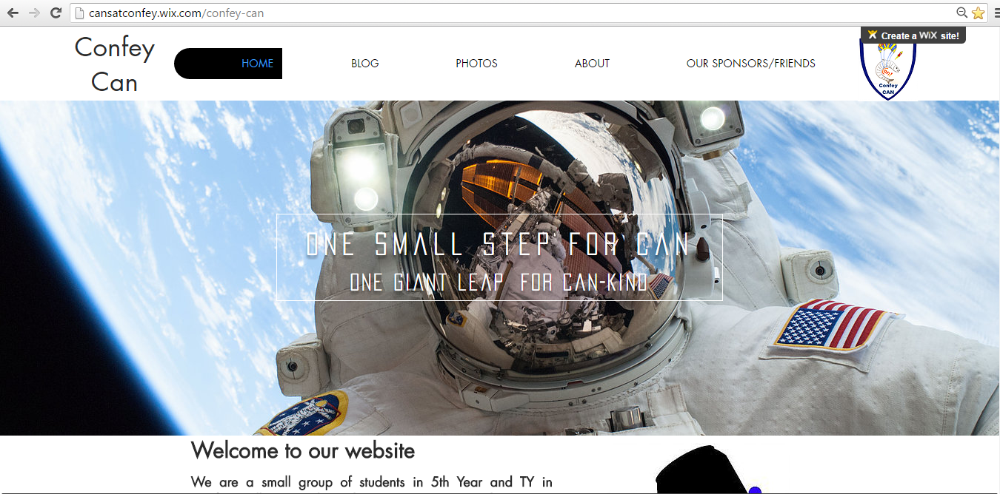 cansatconfey.wix.com/confey-can
Create a WiX site!
Confey
Can
HOME
BLOG
PHOTOS
ABOUT
OUR SPONSORS/FRIENDS
Confey
CAN
ONE SMALL STEP FOR CAN
ONE GIANT LEAP FOR CAN-KIND
Welcome to our website
We are a small group of students in 5th Year and TY in